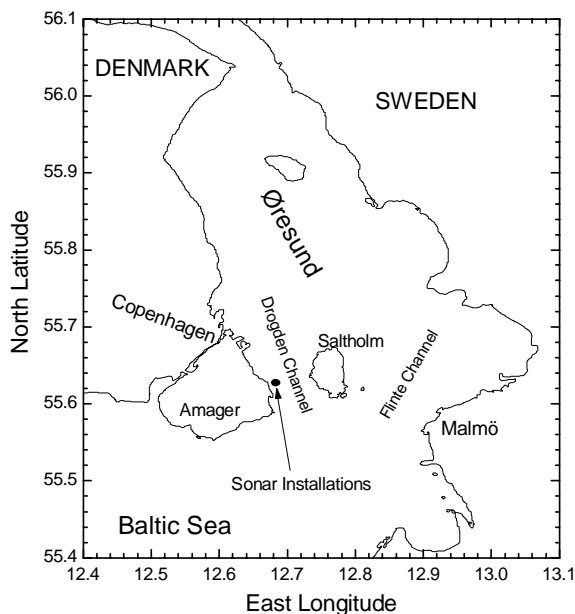 56.1
56.0
55.9
55.8
55.7
55.6
55.5
55.4
North Latitude
DENMARK
SWEDEN
Øresund
Copenhagen
Drogden Channel
Saltholm
Flinte Channel
Amager
Malmö
Sonar Installations
Baltic Sea
12.4 12.5 12.6 12.7 12.8 12.9 13.0 13.1
East Longitude